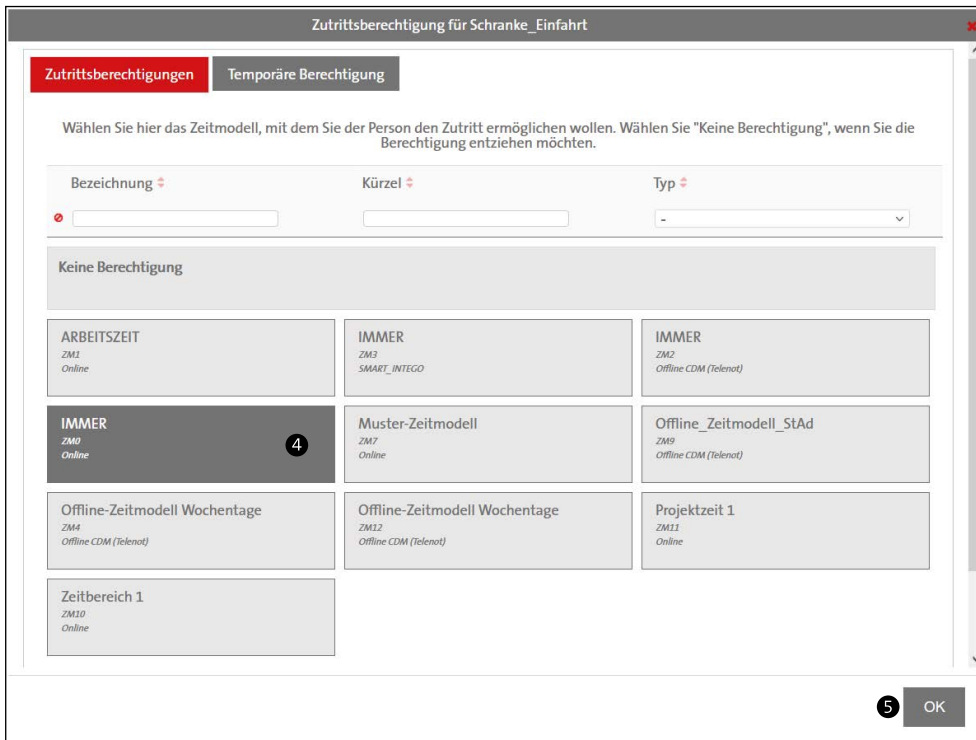 Zutrittsberechtigung für Schranke_Einfahrt
Zutrittsberechtigungen Temporäre Berechtigung
Wählen Sie hier das Zeitmodell, mit dem Sie der Person den Zutritt ermöglichen wollen. Wählen Sie "Keine Berechtigung", wenn Sie die
Berechtigung entziehen möchten.
Bezeichnung Kürzel Typ
-
Keine Berechtigung
ARBEITSZEIT
ZM1
Online
IMMER
ZM3
SMART_INTEGO
IMMER
ZM2
Offline CDM (Telenot)
IMMER
ZM0
Online
4
Muster-Zeitmodell
ZM7
Online
Offline_Zeitmodell_StAd
ZM9
Offline CDM (Telenot)
Offline-Zeitmodell Wochentage
ZM4
Offline CDM (Telenot)
Offline-Zeitmodell Wochentage
ZM12
Offline CDM (Telenot)
Projektzeit 1
ZM11
Online
Zeitbereich 1
ZM10
Online
5 OK